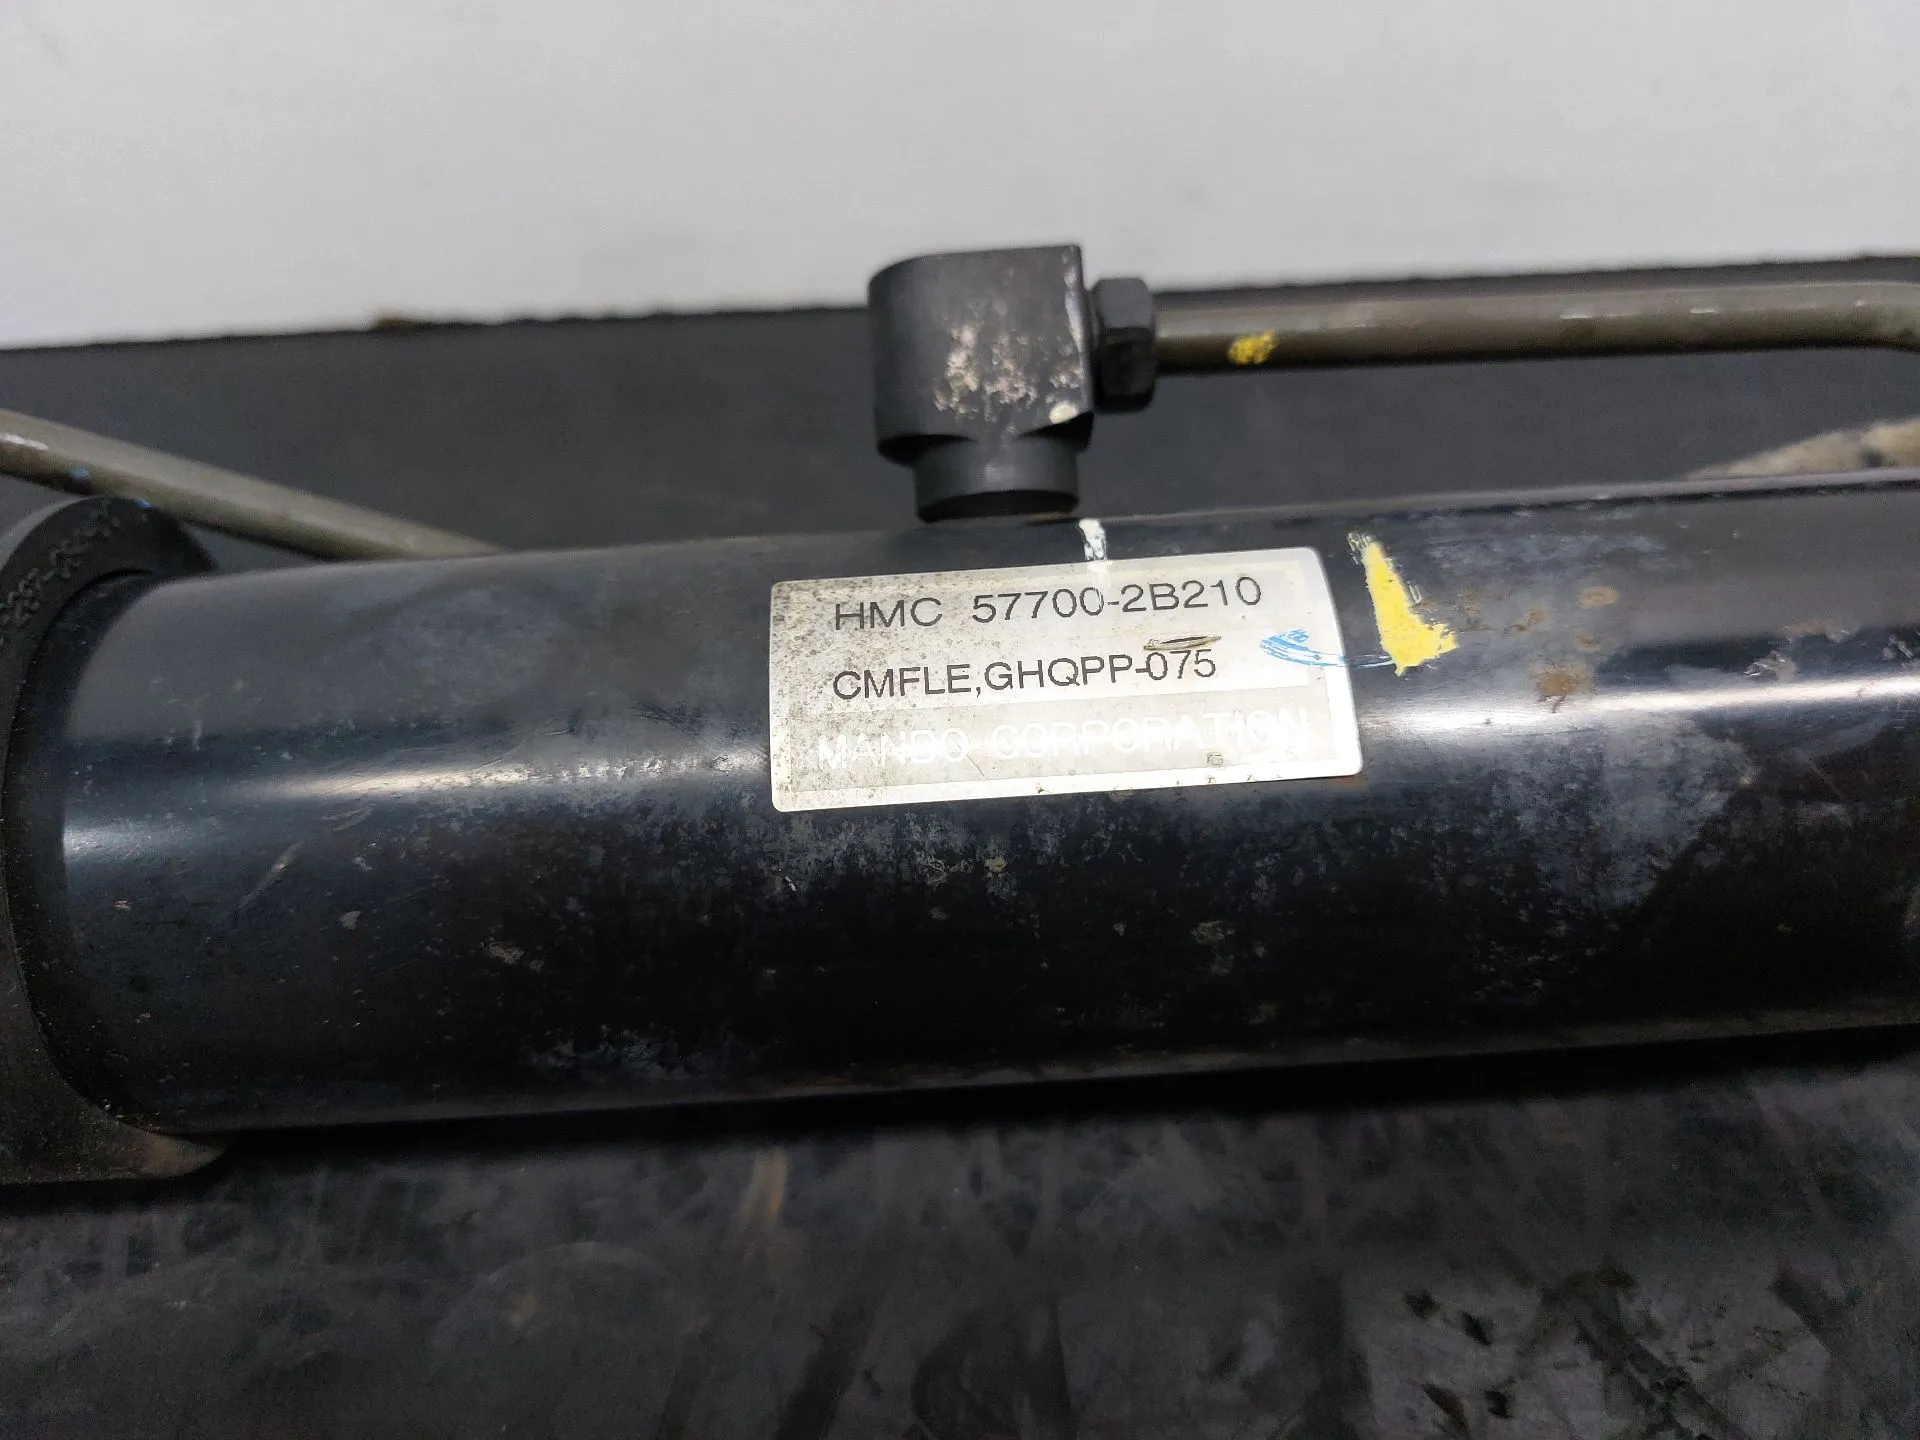 HMC 57700-2B210
CMFLE,GHQPP-075
MANDO CORPORATION